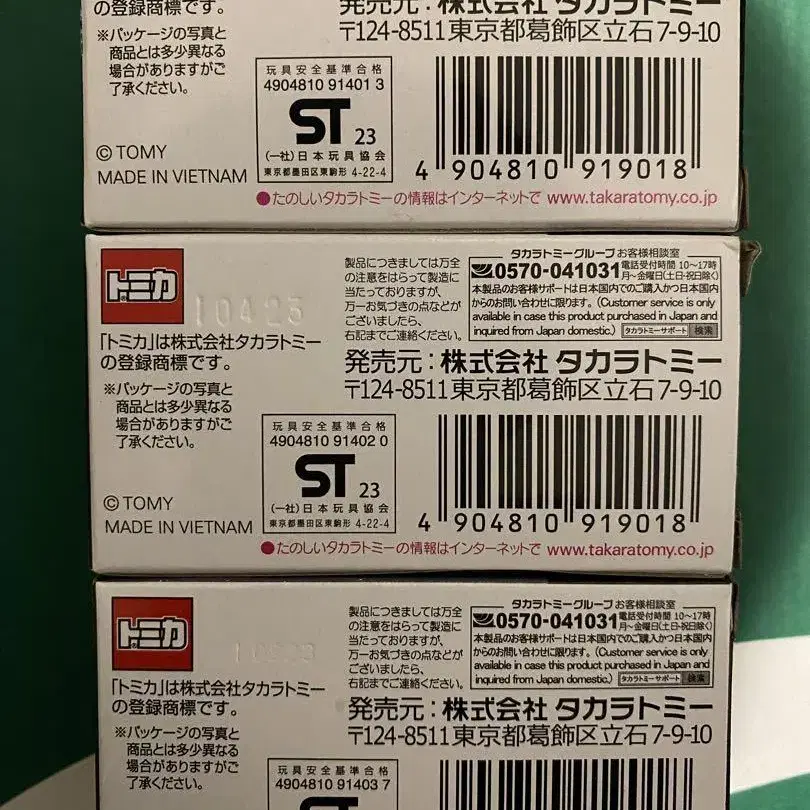 の登録商標です。
※パッケージの写真と
商品とは多少異なる
場合がありますがご
了承ください。
© TOMY
MADE IN VIETNAM
玩具安全基準合格
4904810 91401 3
ST 23
(一社)日本玩具協会
東京都墨田区東駒形 4-22-4
発売元：株式会社 タカラトミー
〒124-8511東京都葛飾区立石7-9-10
4 904810 919018
●たのしいタカラトミーの情報はインターネットで www.takaratomy.co.jp
トミカ
10423
「トミカ」は株式会社タカラトミー
の登録商標です。
※パッケージの写真と
商品とは多少異なる
場合がありますがご
了承ください。
© TOMY
MADE IN VIETNAM
製品につきましては万全
の注意をはらって製造に
当たっておりますが、
万一お気づきの点などが
ございましたら、
右記までご連絡ください。
タカラトミーグループ お客様相談室
0570-041031 電話受付時間 10〜17時
月〜金曜日(土・日・祝日除く)
本製品のお客様サポートは日本国内でのご購入かつ日本国内
からのお問い合わせに限ります。(Customer service is only
available in case this product purchased in Japan and
inquired from Japan domestic.) タカラトミーサポート 検索
発売元：株式会社 タカラトミー
〒124-8511東京都葛飾区立石7-9-10
玩具安全基準合格
4904810 91402 0
ST 23
(一社)日本玩具協会
東京都墨田区東駒形 4-22-4
4 904810 919018
●たのしいタカラトミーの情報はインターネットで www.takaratomy.co.jp
トミカ
「トミカ」は株式会社タカラトミー
の登録商標です。
※パッケージの写真と
商品とは多少異なる
場合がありますがご
了承ください。
製品につきましては万全
の注意をはらって製造に
当たっておりますが、
万一お気づきの点などが
ございましたら、
右記までご連絡ください。
タカラトミーグループ お客様相談室
0570-041031 電話受付時間 10〜17時
月〜金曜日(土・日・祝日除く)
本製品のお客様サポートは日本国内でのご購入かつ日本国内
からのお問い合わせに限ります。(Customer service is only
available in case this product purchased in Japan and
inquired from Japan domestic.) タカラトミーサポート 検索
発売元：株式会社 タカラトミー
〒124-8511東京都葛飾区立石7-9-10
玩具安全基準合格
4904810 91403 7